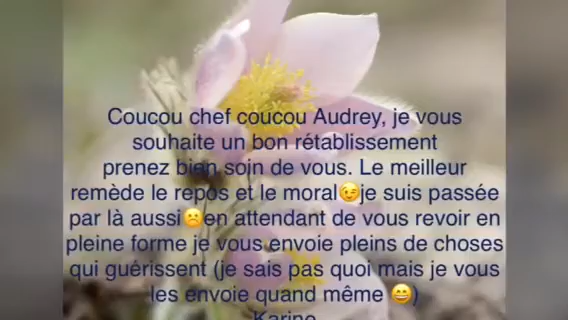 Coucou chef coucou Audrey, je vous
souhaite un bon rétablissement
prenez bien soin de vous. Le meilleur
remède le repos et le moral😉je suis passée
par là aussi☹️en attendant de vous revoir en
pleine forme je vous envoie pleins de choses
qui guérissent (je sais pas quoi mais je vous
les envoie quand même 😄)
Karine